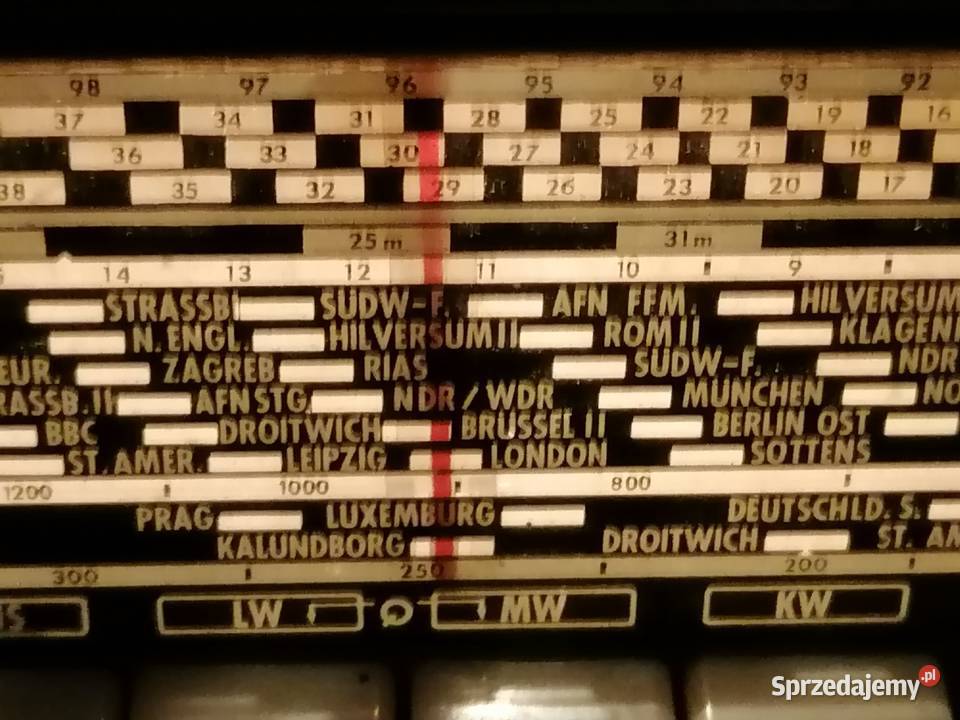 98 97 96 95 94 93 92
37 34 31 28 25 22 19 16
36 33 30 27 24 21 18
38 35 32 29 26 23 20 17
25 m 31 m
14 13 12 11 10 9
STRASSB SÜDW-F. AFN FFM. HILVERSUM
N. ENGL. HILVERSUM II ROM II KLAGEN
EUR. ZAGREB RIAS SÜDW-F. NDR
RASSB. II AFN STG. NDR / WDR MÜNCHEN NO
BBC DROITWICH BRÜSSEL II BERLIN OST
ST. AMER. LEIPZIG LONDON SOTTENS
1200 1000 800
PRAG LUXEMBURG DEUTSCHLD. S.
KALUNDBORG DROITWICH ST. AM
300 250 200
LW MW KW
Sprzedajemy.pl